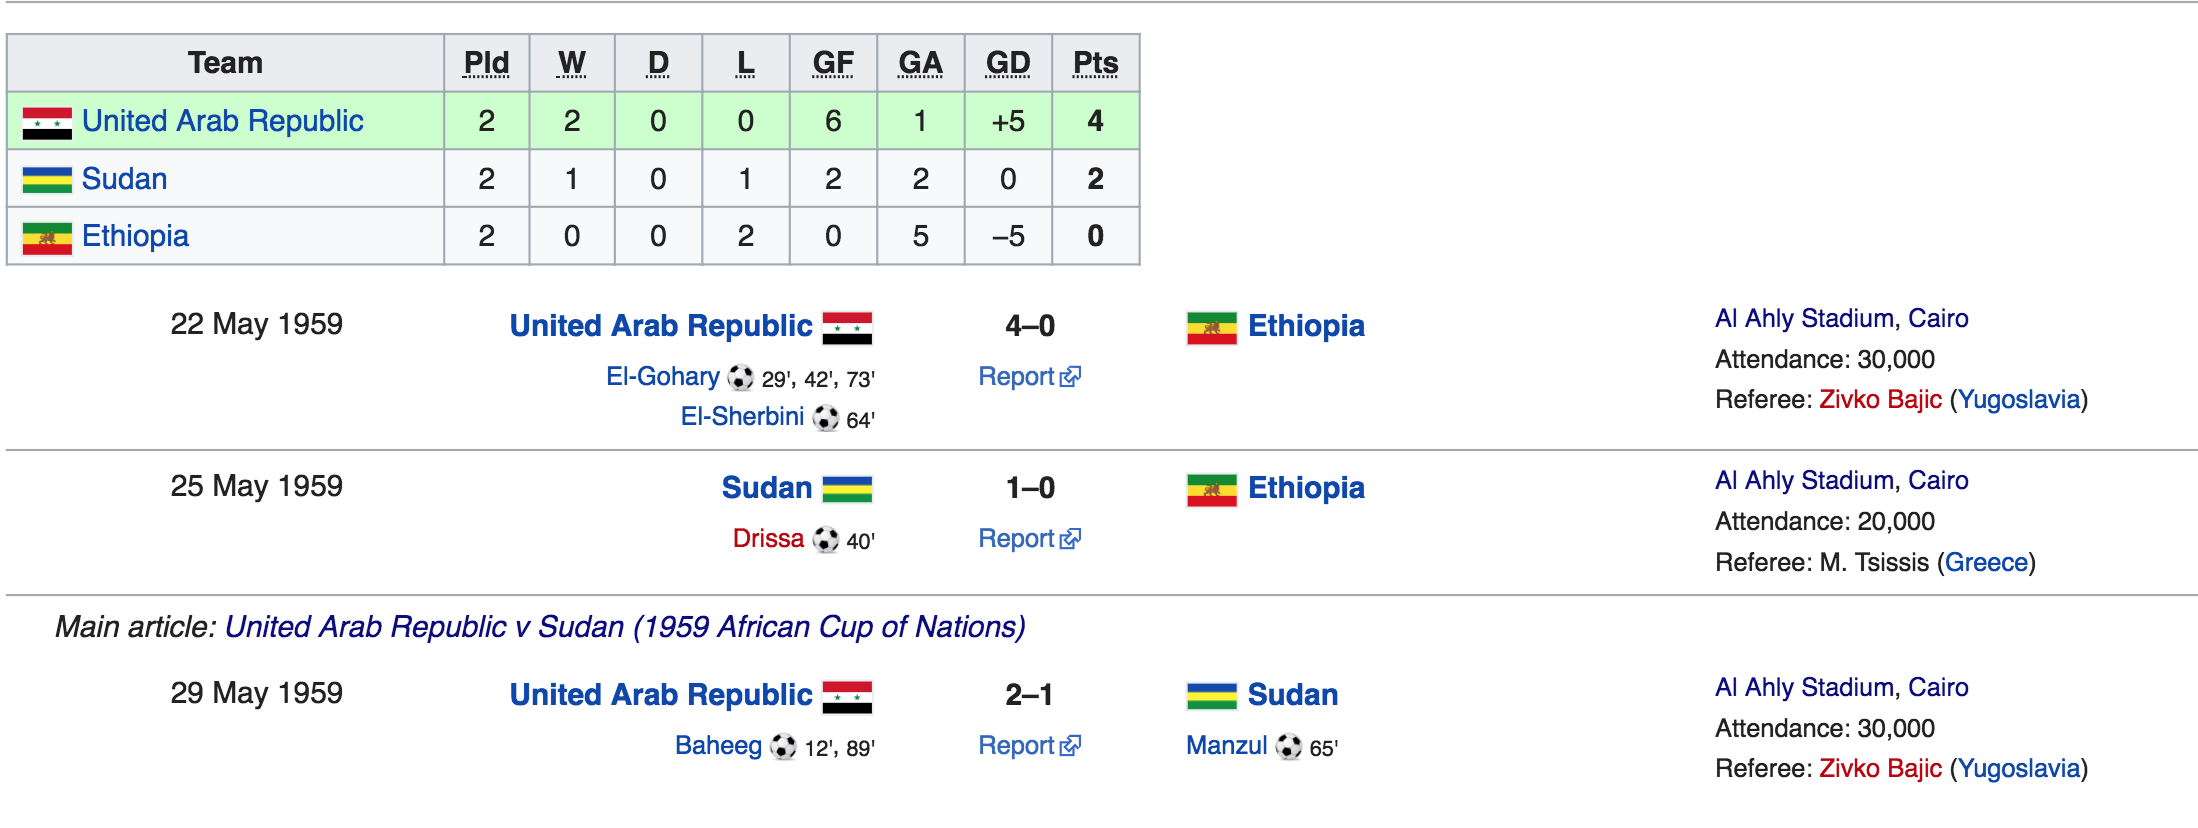 Team Pld W D L GF GA GD Pts
United Arab Republic 2 2 0 0 6 1 +5 4
Sudan 2 1 0 1 2 2 0 2
Ethiopia 2 0 0 2 0 5 −5 0
22 May 1959 United Arab Republic 4–0 Ethiopia Al Ahly Stadium, Cairo
El-Gohary 29', 42', 73' Report Attendance: 30,000
El-Sherbini 64' Referee: Zivko Bajic (Yugoslavia)
25 May 1959 Sudan 1–0 Ethiopia Al Ahly Stadium, Cairo
Drissa 40' Report Attendance: 20,000
Referee: M. Tsissis (Greece)
Main article: United Arab Republic v Sudan (1959 African Cup of Nations)
29 May 1959 United Arab Republic 2–1 Sudan Al Ahly Stadium, Cairo
Baheeg 12', 89' Report Manzul 65' Attendance: 30,000
Referee: Zivko Bajic (Yugoslavia)